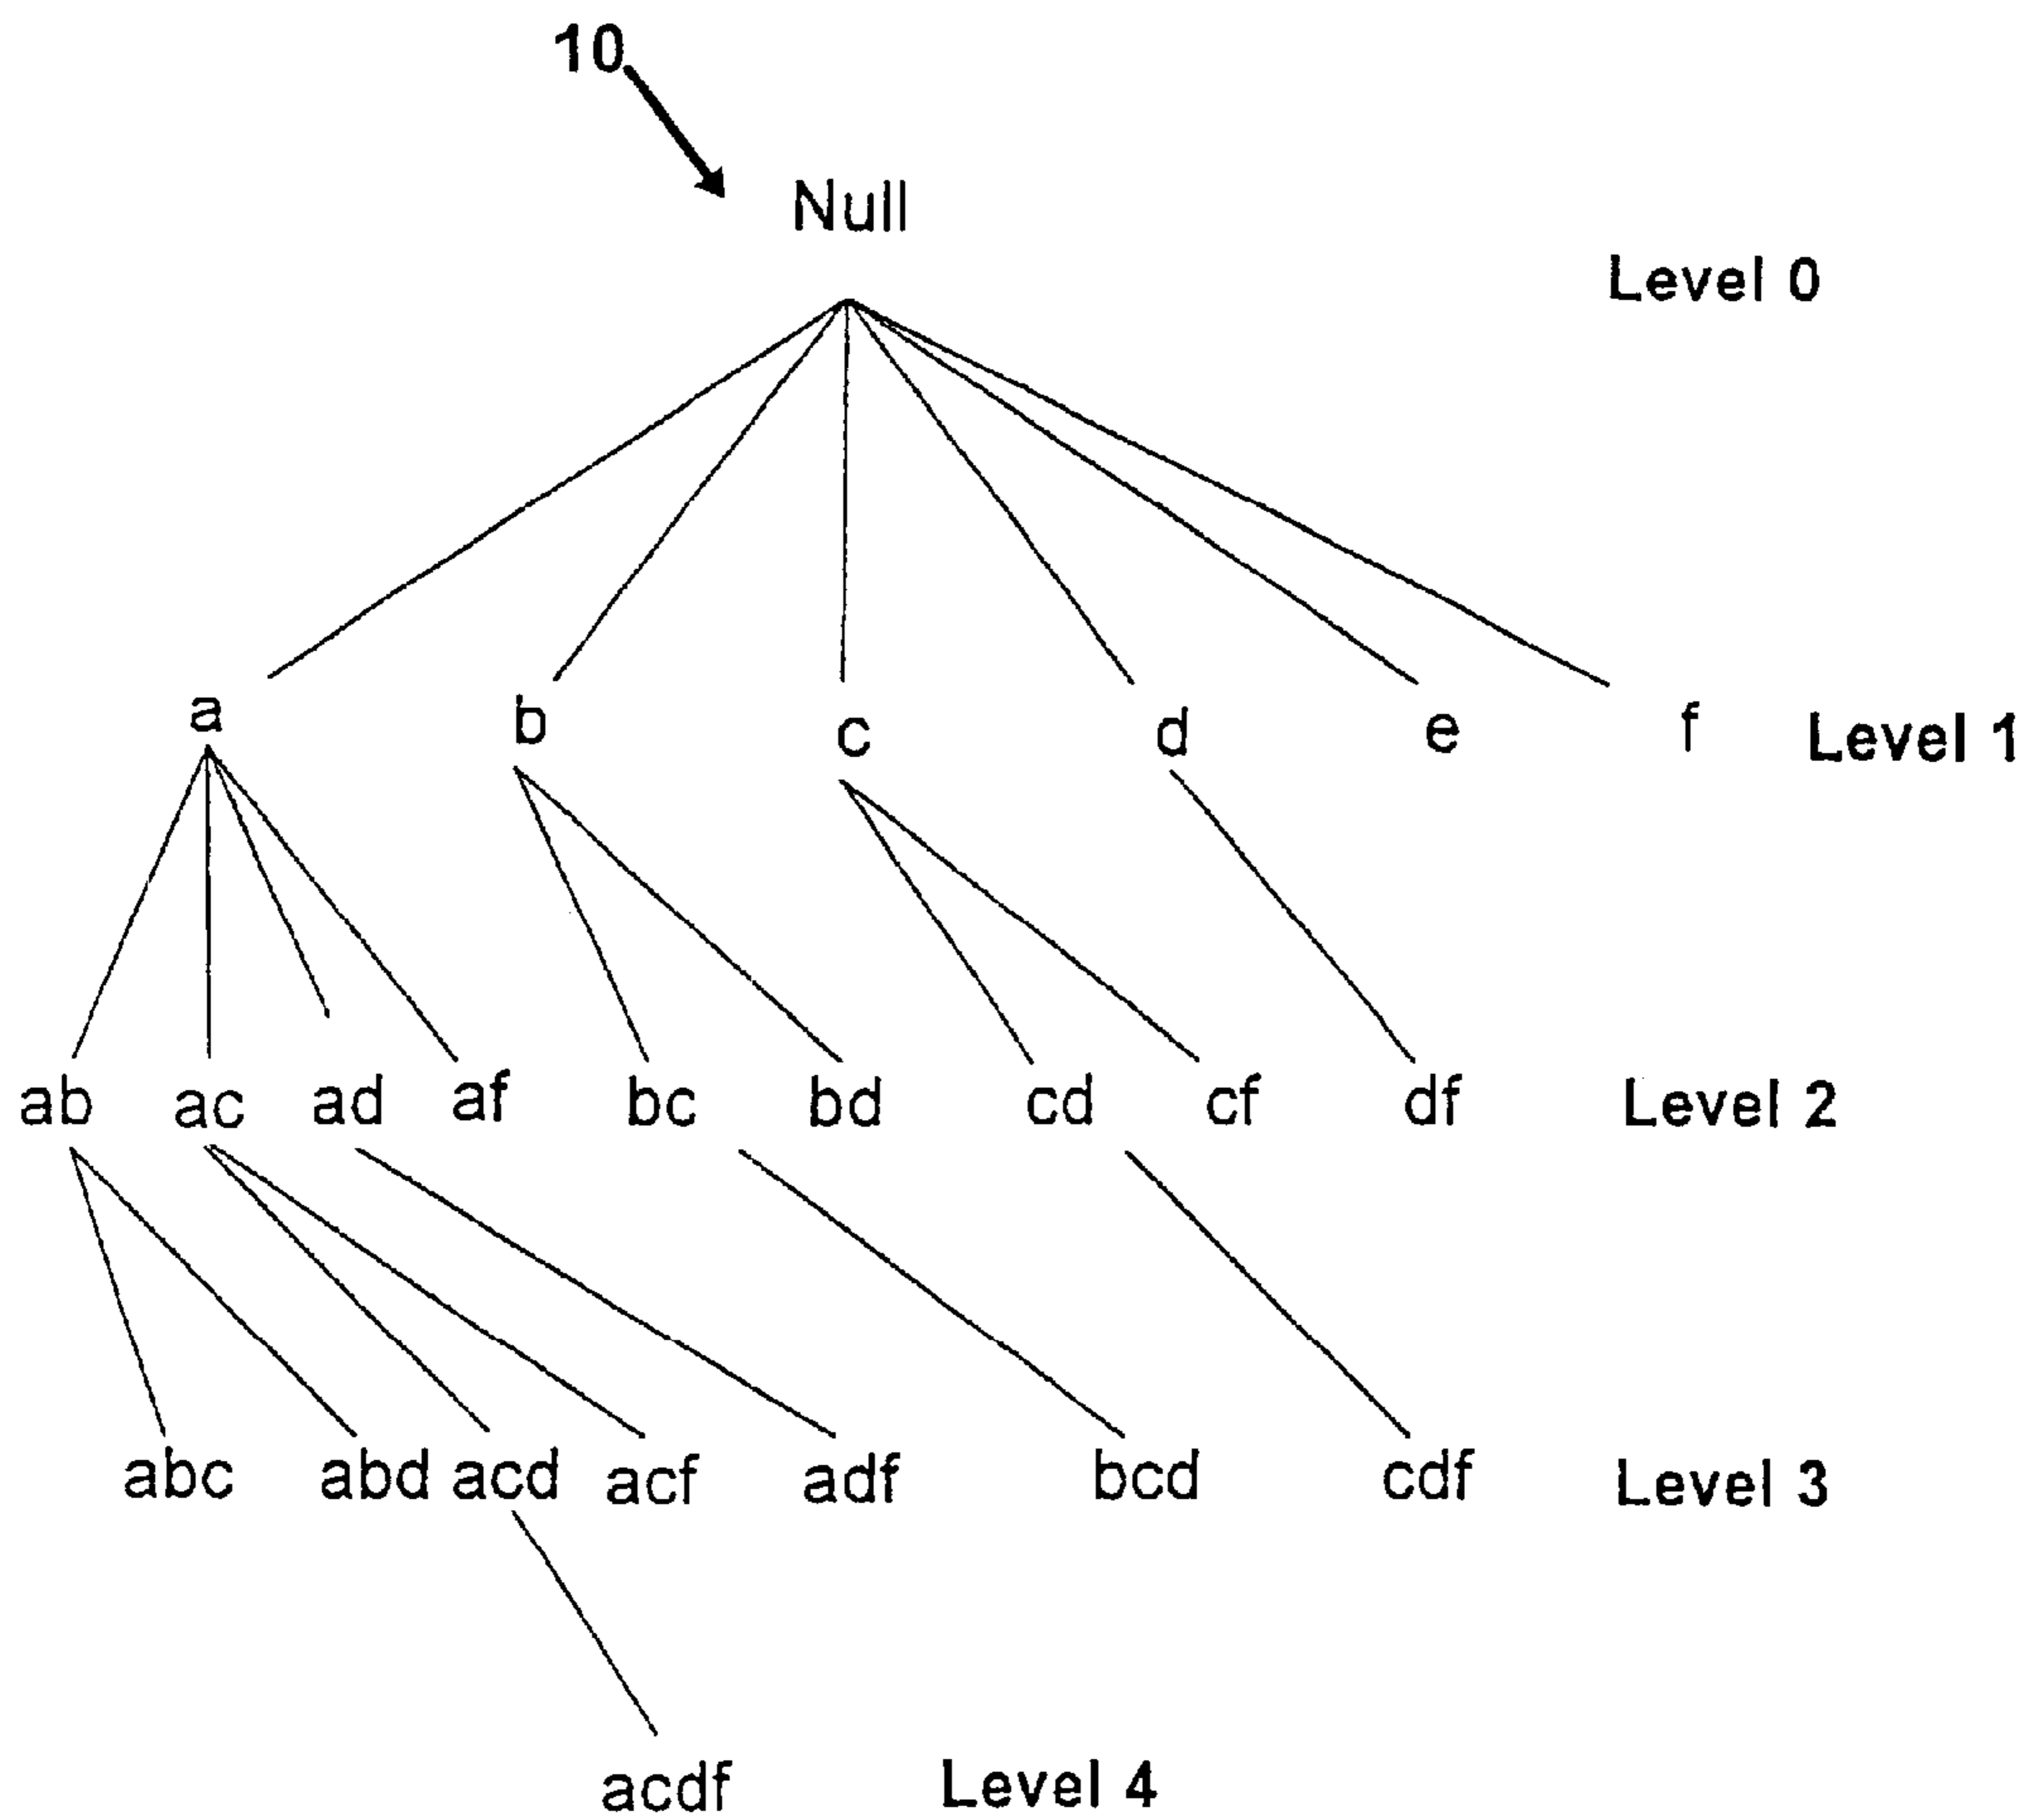 10
Null
Level 0
a b c d e f Level 1
ab ac ad af bc bd cd cf df Level 2
abc abd acd acf adf bcd cdf Level 3
acdf Level 4